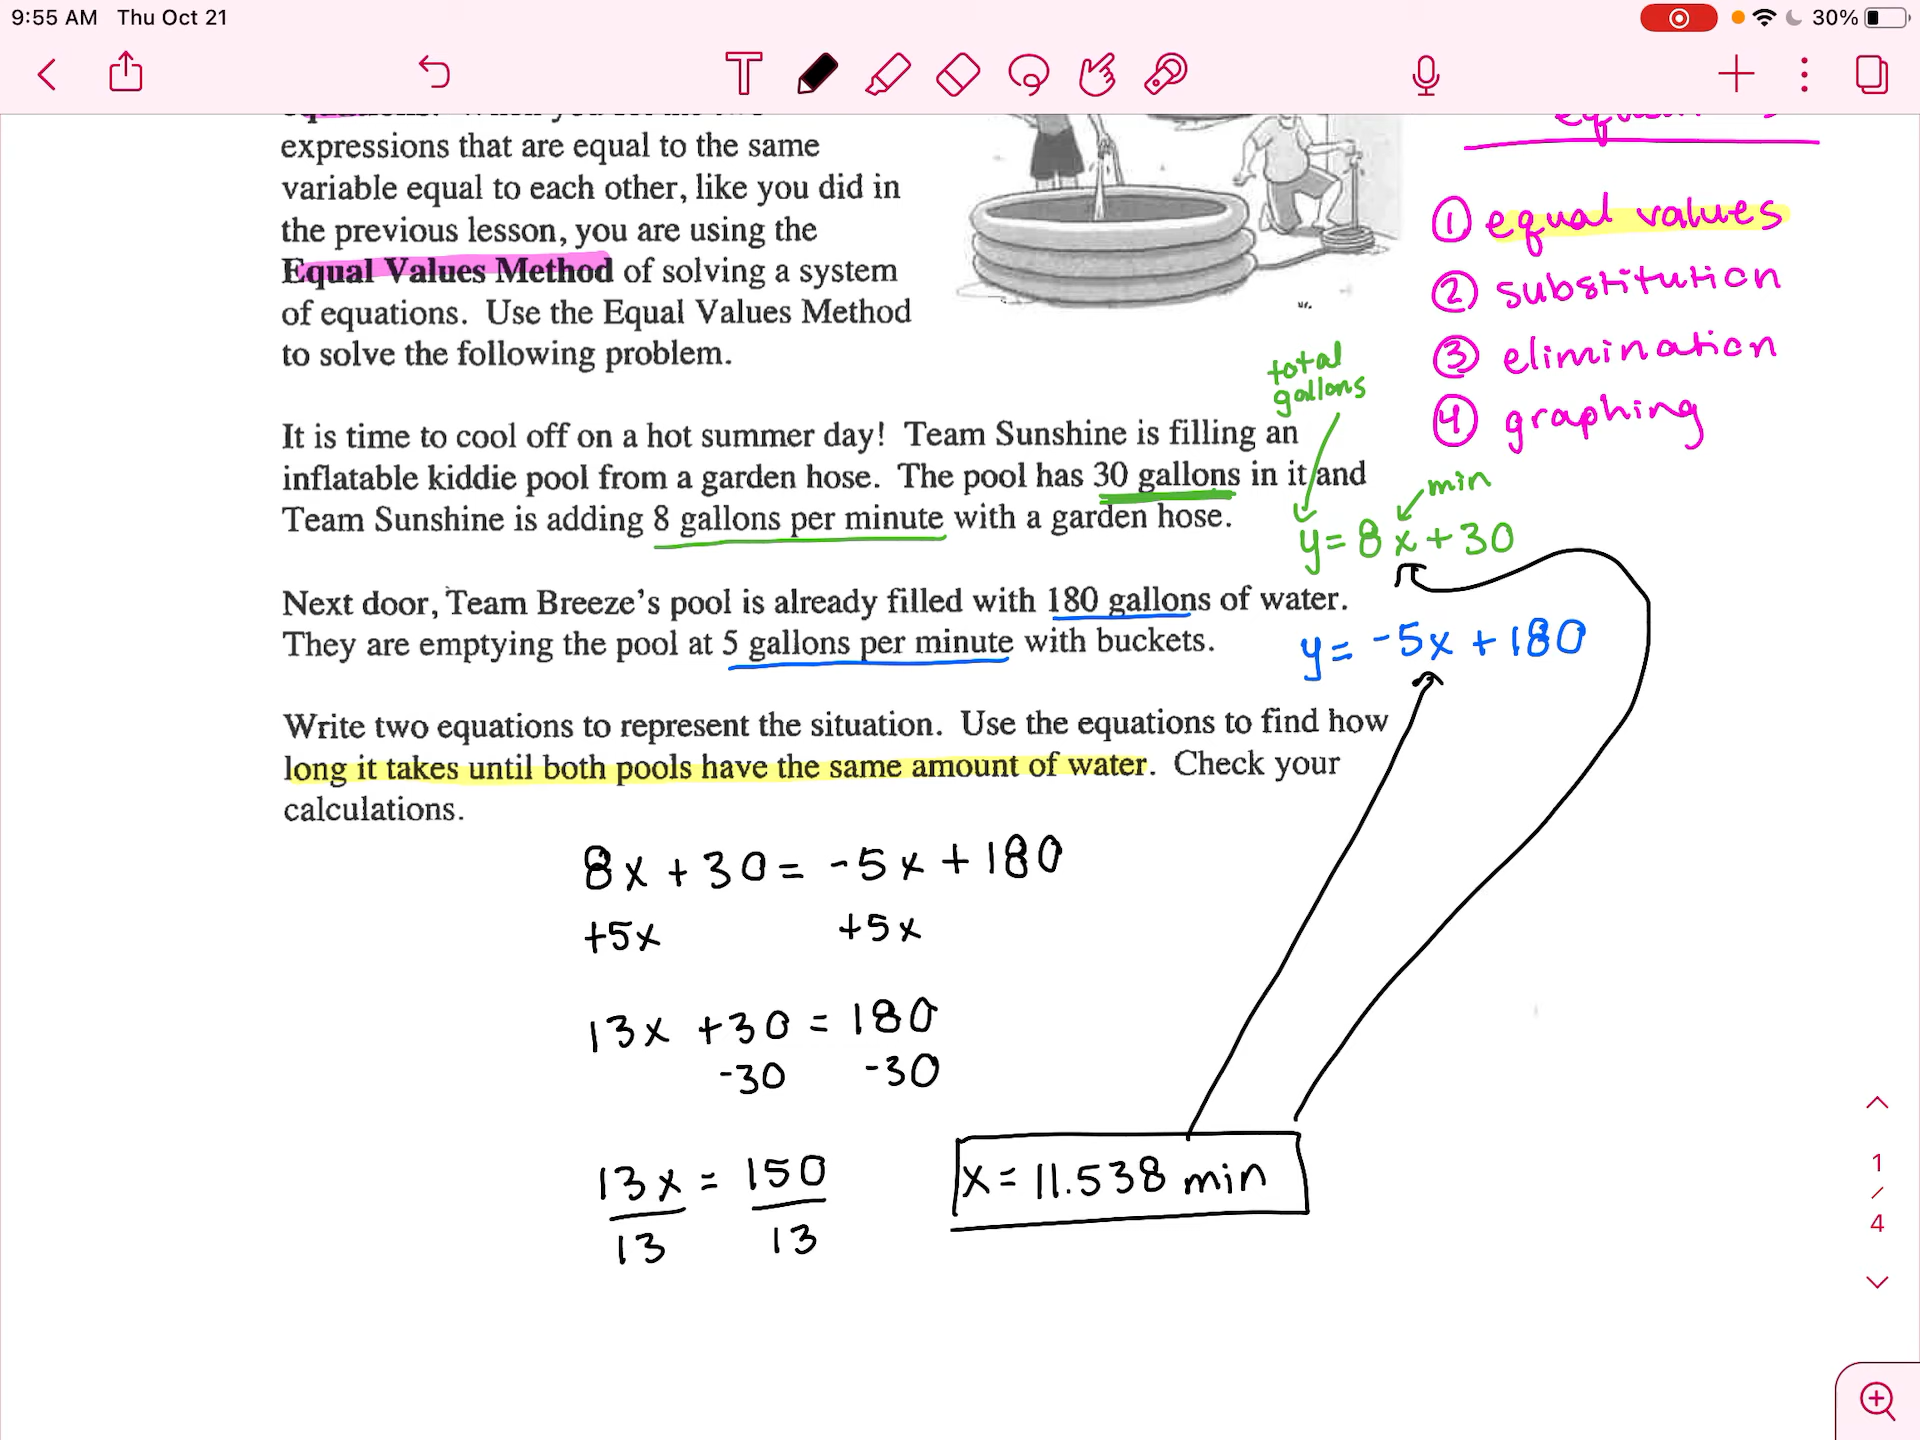 9:55 AM Thu Oct 21
30%
T
expressions that are equal to the same
variable equal to each other, like you did in
the previous lesson, you are using the
Equal Values Method of solving a system
of equations. Use the Equal Values Method
to solve the following problem.
① equal values
② substitution
③ elimination
④ graphing
total
gallons
It is time to cool off on a hot summer day! Team Sunshine is filling an
inflatable kiddie pool from a garden hose. The pool has 30 gallons in it and
Team Sunshine is adding 8 gallons per minute with a garden hose.
min
y = 8x + 30
Next door, Team Breeze's pool is already filled with 180 gallons of water.
They are emptying the pool at 5 gallons per minute with buckets.
y = -5x + 180
Write two equations to represent the situation. Use the equations to find how
long it takes until both pools have the same amount of water. Check your
calculations.
8x + 30 = -5x + 180
+5x +5x
13x + 30 = 180
-30 -30
13x = 150
13 13
x = 11.538 min
1
/
4